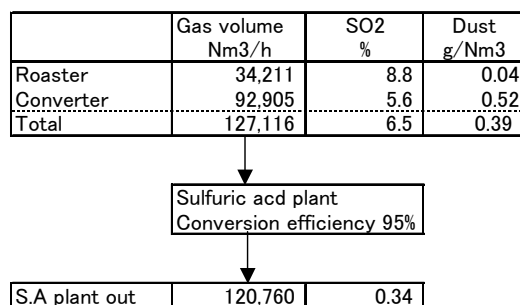 Gas volume SO2 Dust
Nm3/h % g/Nm3
Roaster 34,211 8.8 0.04
Converter 92,905 5.6 0.52
Total 127,116 6.5 0.39
Sulfuric acd plant
Conversion efficiency 95%
S.A plant out 120,760 0.34